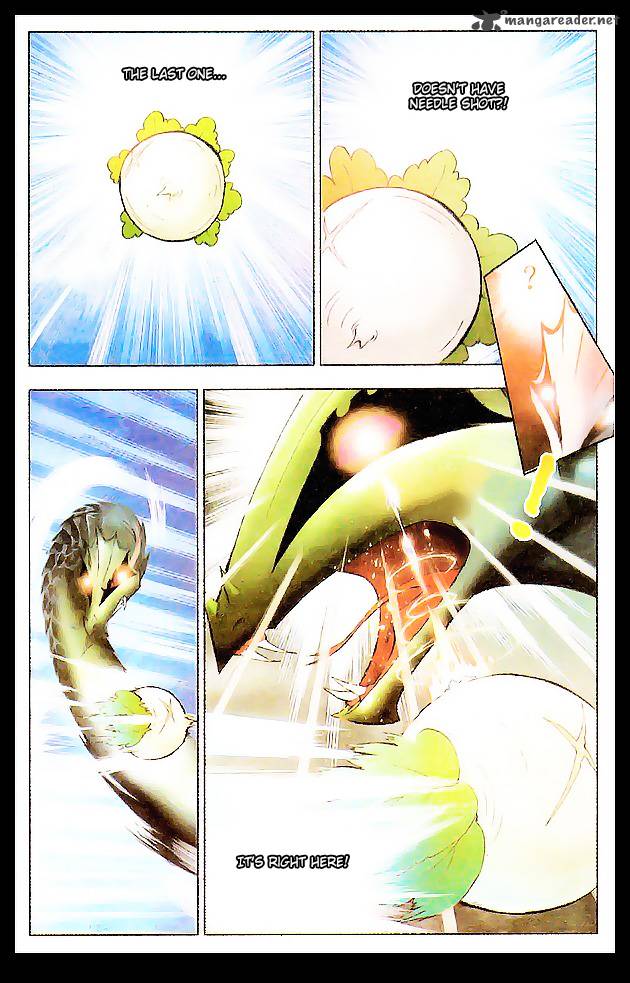 mangareader.net
THE LAST ONE...
DOESN'T HAVE
NEEDLE SHOT?!
?
!
IT'S RIGHT HERE!